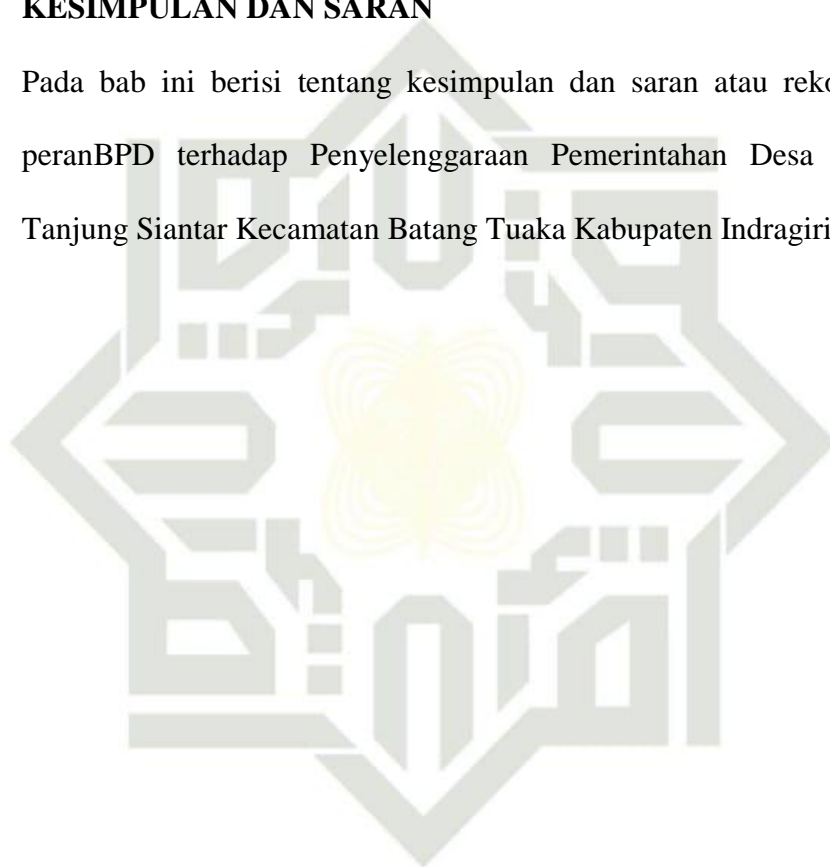 KESIMPULAN DAN SARAN
Pada bab ini berisi tentang kesimpulan dan saran atau reko
peranBPD terhadap Penyelenggaraan Pemerintahan Desa
Tanjung Siantar Kecamatan Batang Tuaka Kabupaten Indragiri